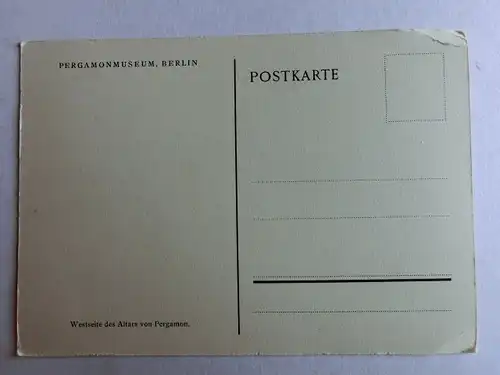 PERGAMONMUSEUM, BERLIN
POSTKARTE
Westseite des Altars von Pergamon.